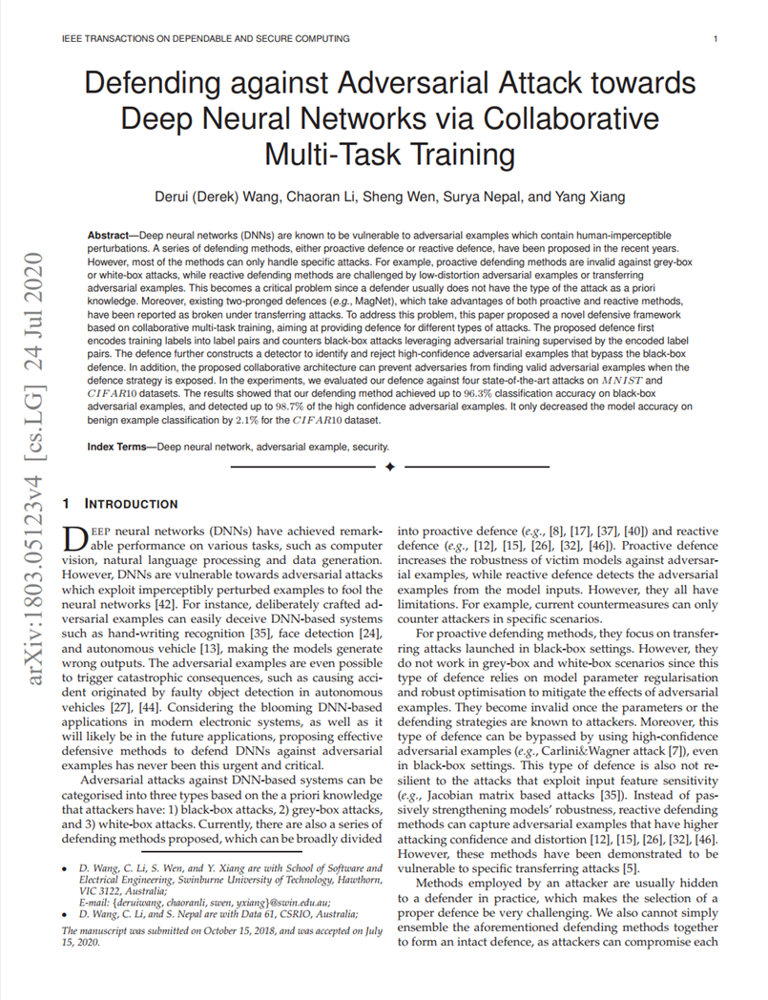 IEEE TRANSACTIONS ON DEPENDABLE AND SECURE COMPUTING
1
Defending against Adversarial Attack towards
Deep Neural Networks via Collaborative
Multi-Task Training
Derui (Derek) Wang, Chaoran Li, Sheng Wen, Surya Nepal, and Yang Xiang
Abstract—Deep neural networks (DNNs) are known to be vulnerable to adversarial examples which contain human-imperceptible
perturbations. A series of defending methods, either proactive defence or reactive defence, have been proposed in the recent years.
However, most of the methods can only handle specific attacks. For example, proactive defending methods are invalid against grey-box
or white-box attacks, while reactive defending methods are challenged by low-distortion adversarial examples or transferring
adversarial examples. This becomes a critical problem since a defender usually does not have the type of the attack as a priori
knowledge. Moreover, existing two-pronged defences (e.g., MagNet), which take advantages of both proactive and reactive methods,
have been reported as broken under transferring attacks. To address this problem, this paper proposed a novel defensive framework
based on collaborative multi-task training, aiming at providing defence for different types of attacks. The proposed defence first
encodes training labels into label pairs and counters black-box attacks leveraging adversarial training supervised by the encoded label
pairs. The defence further constructs a detector to identify and reject high-confidence adversarial examples that bypass the black-box
defence. In addition, the proposed collaborative architecture can prevent adversaries from finding valid adversarial examples when the
defence strategy is exposed. In the experiments, we evaluated our defence against four state-of-the-art attacks on MNIST and
CIFAR10 datasets. The results showed that our defending method achieved up to 96.3% classification accuracy on black-box
adversarial examples, and detected up to 98.7% of the high confidence adversarial examples. It only decreased the model accuracy on
benign example classification by 2.1% for the CIFAR10 dataset.
Index Terms—Deep neural network, adversarial example, security.
arXiv:1803.05123v4 [cs.LG] 24 Jul 2020
1 INTRODUCTION
DEEP neural networks (DNNs) have achieved remark-
able performance on various tasks, such as computer
vision, natural language processing and data generation.
However, DNNs are vulnerable towards adversarial attacks
which exploit imperceptibly perturbed examples to fool the
neural networks [42]. For instance, deliberately crafted ad-
versarial examples can easily deceive DNN-based systems
such as hand-writing recognition [35], face detection [24],
and autonomous vehicle [13], making the models generate
wrong outputs. The adversarial examples are even possible
to trigger catastrophic consequences, such as causing acci-
dent originated by faulty object detection in autonomous
vehicles [27], [44]. Considering the blooming DNN-based
applications in modern electronic systems, as well as it
will likely be in the future applications, proposing effective
defensive methods to defend DNNs against adversarial
examples has never been this urgent and critical.
Adversarial attacks against DNN-based systems can be
categorised into three types based on the a priori knowledge
that attackers have: 1) black-box attacks, 2) grey-box attacks,
and 3) white-box attacks. Currently, there are also a series of
defending methods proposed, which can be broadly divided
• D. Wang, C. Li, S. Wen, and Y. Xiang are with School of Software and
Electrical Engineering, Swinburne University of Technology, Hawthorn,
VIC 3122, Australia;
E-mail: {deruiwang, chaoranli, swen, yxiang}@swin.edu.au;
• D. Wang, C. Li, and S. Nepal are with Data 61, CSRIO, Australia;
The manuscript was submitted on October 15, 2018, and was accepted on July
15, 2020.
into proactive defence (e.g., [8], [17], [37], [40]) and reactive
defence (e.g., [12], [15], [26], [32], [46]). Proactive defence
increases the robustness of victim models against adversar-
ial examples, while reactive defence detects the adversarial
examples from the model inputs. However, they all have
limitations. For example, current countermeasures can only
counter attackers in specific scenarios.
For proactive defending methods, they focus on transfer-
ring attacks launched in black-box settings. However, they
do not work in grey-box and white-box scenarios since this
type of defence relies on model parameter regularisation
and robust optimisation to mitigate the effects of adversarial
examples. They become invalid once the parameters or the
defending strategies are known to attackers. Moreover, this
type of defence can be bypassed by using high-confidence
adversarial examples (e.g., Carlini&Wagner attack [7]), even
in black-box settings. This type of defence is also not re-
silient to the attacks that exploit input feature sensitivity
(e.g., Jacobian matrix based attacks [35]). Instead of pas-
sively strengthening models' robustness, reactive defending
methods can capture adversarial examples that have higher
attacking confidence and distortion [12], [15], [26], [32], [46].
However, these methods have been demonstrated to be
vulnerable to specific transferring attacks [5].
Methods employed by an attacker are usually hidden
to a defender in practice, which makes the selection of a
proper defence be very challenging. We also cannot simply
ensemble the aforementioned defending methods together
to form an intact defence, as attackers can compromise each